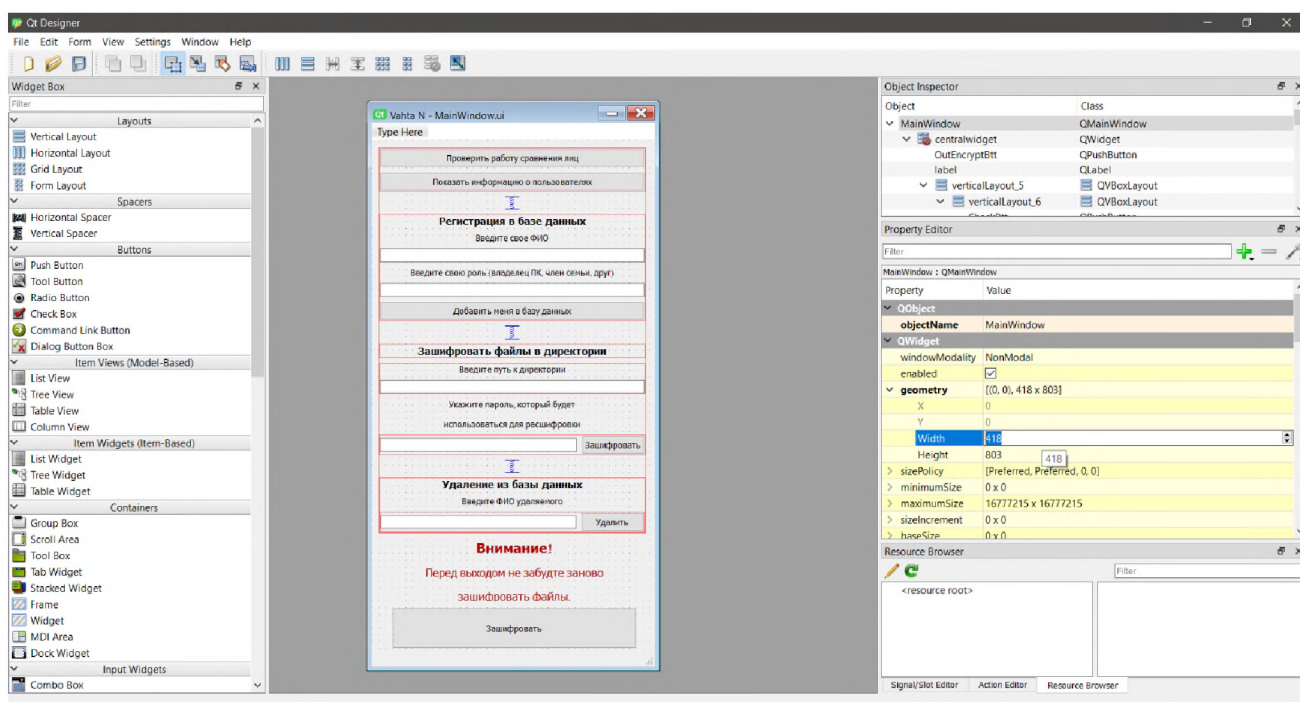 Qt Designer
File Edit Form View Settings Window Help
Widget Box
Filter
Layouts
Vertical Layout
Horizontal Layout
Grid Layout
Form Layout
Spacers
Horizontal Spacer
Vertical Spacer
Buttons
Push Button
Tool Button
Radio Button
Check Box
Command Link Button
Dialog Button Box
Item Views (Model-Based)
List View
Tree View
Table View
Column View
Item Widgets (Item-Based)
List Widget
Tree Widget
Table Widget
Containers
Group Box
Scroll Area
Tool Box
Tab Widget
Stacked Widget
Frame
Widget
MDI Area
Dock Widget
Input Widgets
Combo Box
Vahta N - MainWindow.ui
Type Here
Проверить работу сравнения лиц
Показать информацию о пользователях
Регистрация в базе данных
Введите свое ФИО
Введите свою роль (владелец ПК, член семьи, друг)
Добавить меня в базу данных
Зашифровать файлы в директории
Введите путь к директории
Укажите пароль, который будет
использоваться для расшифровки
Зашифровать
Удаление из базы данных
Введите ФИО удаляемого
Удалить
Внимание!
Перед выходом не забудте заново
зашифровать файлы.
Зашифровать
Object Inspector
Object Class
MainWindow QMainWindow
centralwidget QWidget
OutEncryptBtt QPushButton
label QLabel
verticalLayout_5 QVBoxLayout
verticalLayout_6 QVBoxLayout
CheckBtt QPushButton
Property Editor
Filter
MainWindow : QMainWindow
Property Value
QObject
objectName MainWindow
QWidget
windowModality NonModal
enabled
geometry [(0, 0), 418 x 803]
X 0
Y 0
Width 418
Height 803
418
sizePolicy [Preferred, Preferred, 0, 0]
minimumSize 0 x 0
maximumSize 16777215 x 16777215
sizeIncrement 0 x 0
baseSize 0 x 0
Resource Browser
Filter
<resource root>
Signal/Slot Editor Action Editor Resource Browser